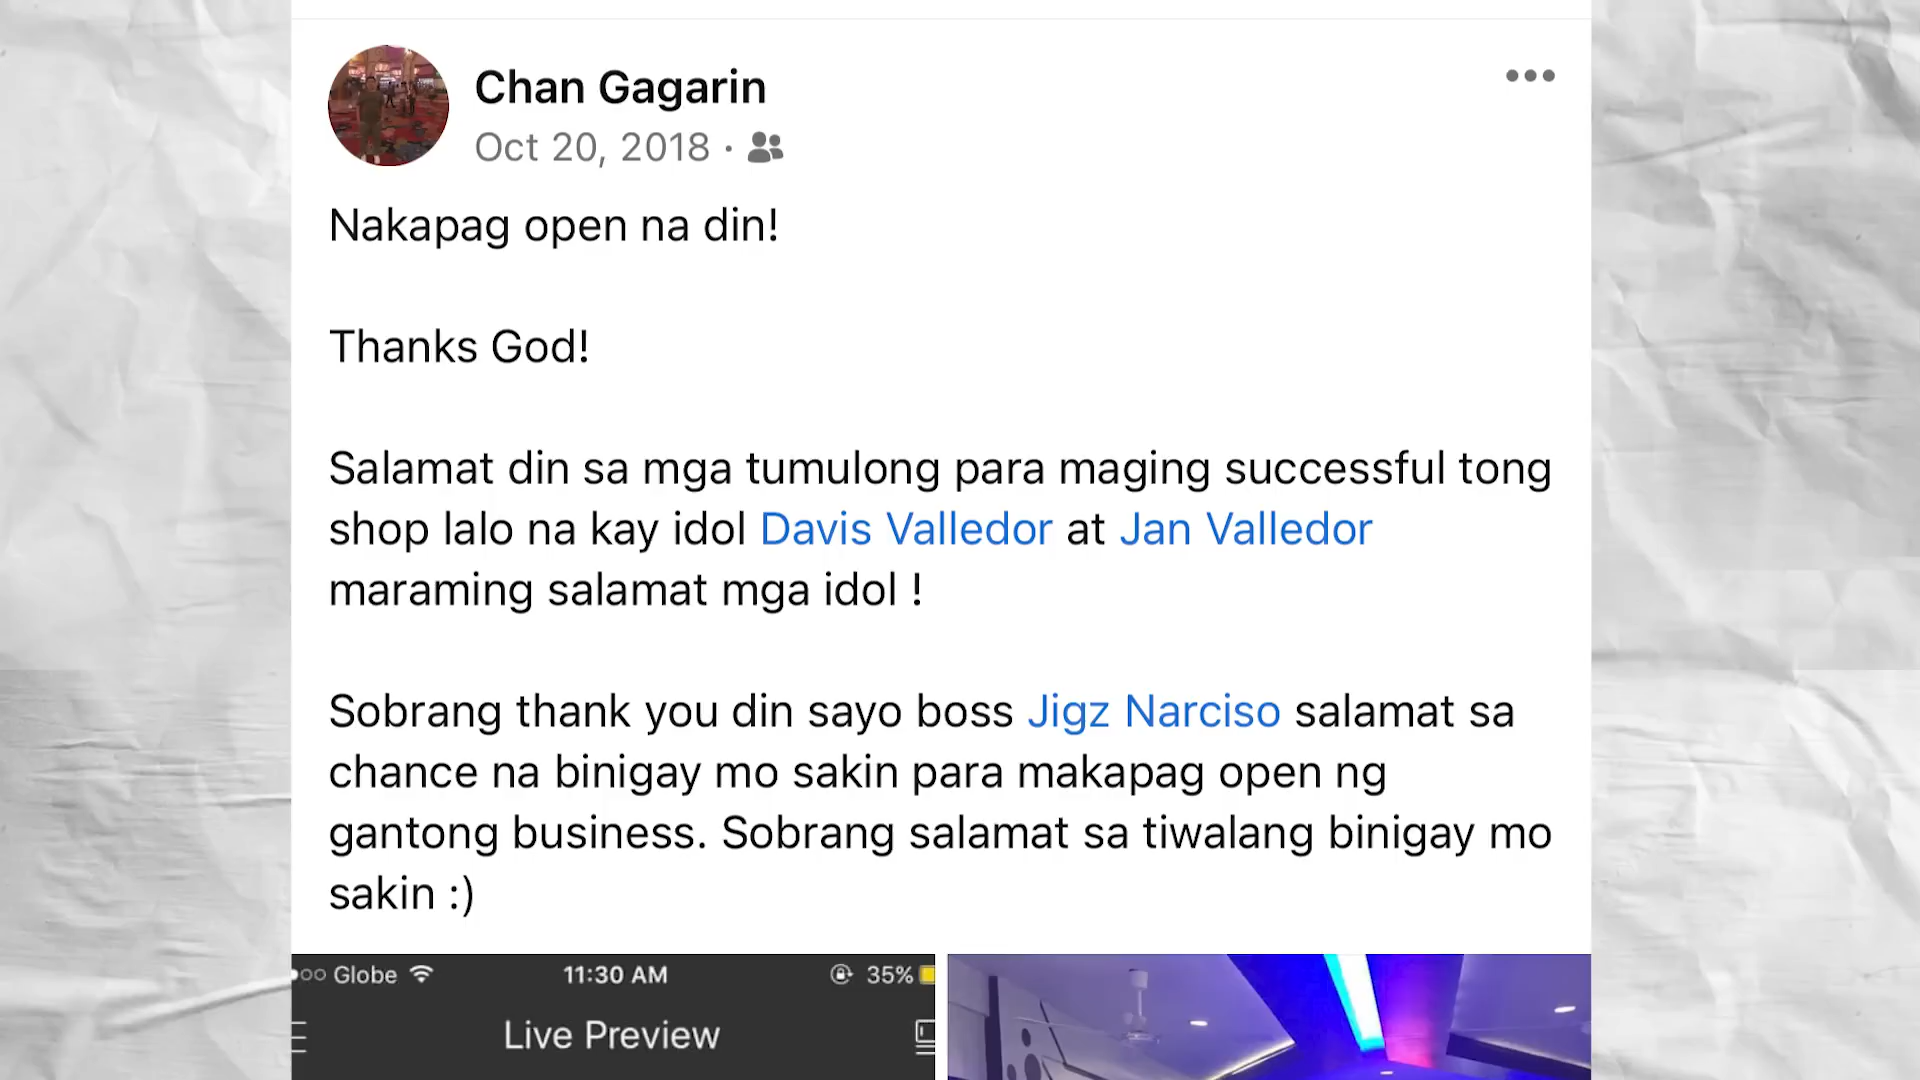 Chan Gagarin
Oct 20, 2018 ·
Nakapag open na din!
Thanks God!
Salamat din sa mga tumulong para maging successful tong
shop lalo na kay idol Davis Valledor at Jan Valledor
maraming salamat mga idol !
Sobrang thank you din sayo boss Jigz Narciso salamat sa
chance na binigay mo sakin para makapag open ng
gantong business. Sobrang salamat sa tiwalang binigay mo
sakin :)
Globe 11:30 AM 35%
Live Preview